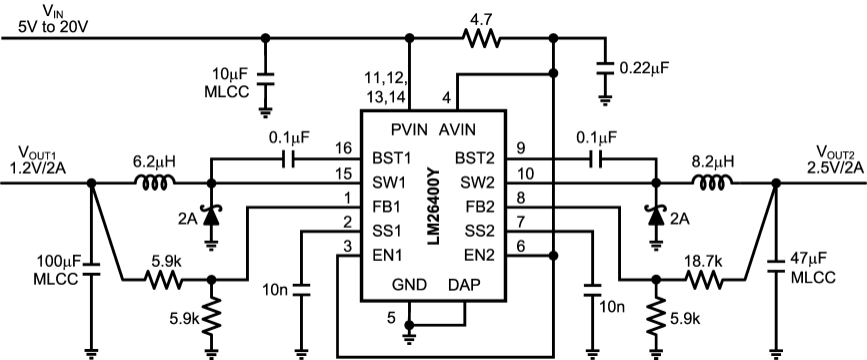 V_IN
5V to 20V
4.7
10µF
MLCC
11,12,
13,14
4
0.22µF
PVIN AVIN
V_OUT1
1.2V/2A
6.2µH
0.1µF
16
BST1
BST2
9
0.1µF
8.2µH
V_OUT2
2.5V/2A
15
SW1
SW2
10
2A
1
FB1
LM26400Y
FB2
8
2A
2
SS1
SS2
7
3
EN1
EN2
6
100µF
MLCC
5.9k
18.7k
47µF
MLCC
10n
GND
DAP
10n
5.9k
5
5.9k